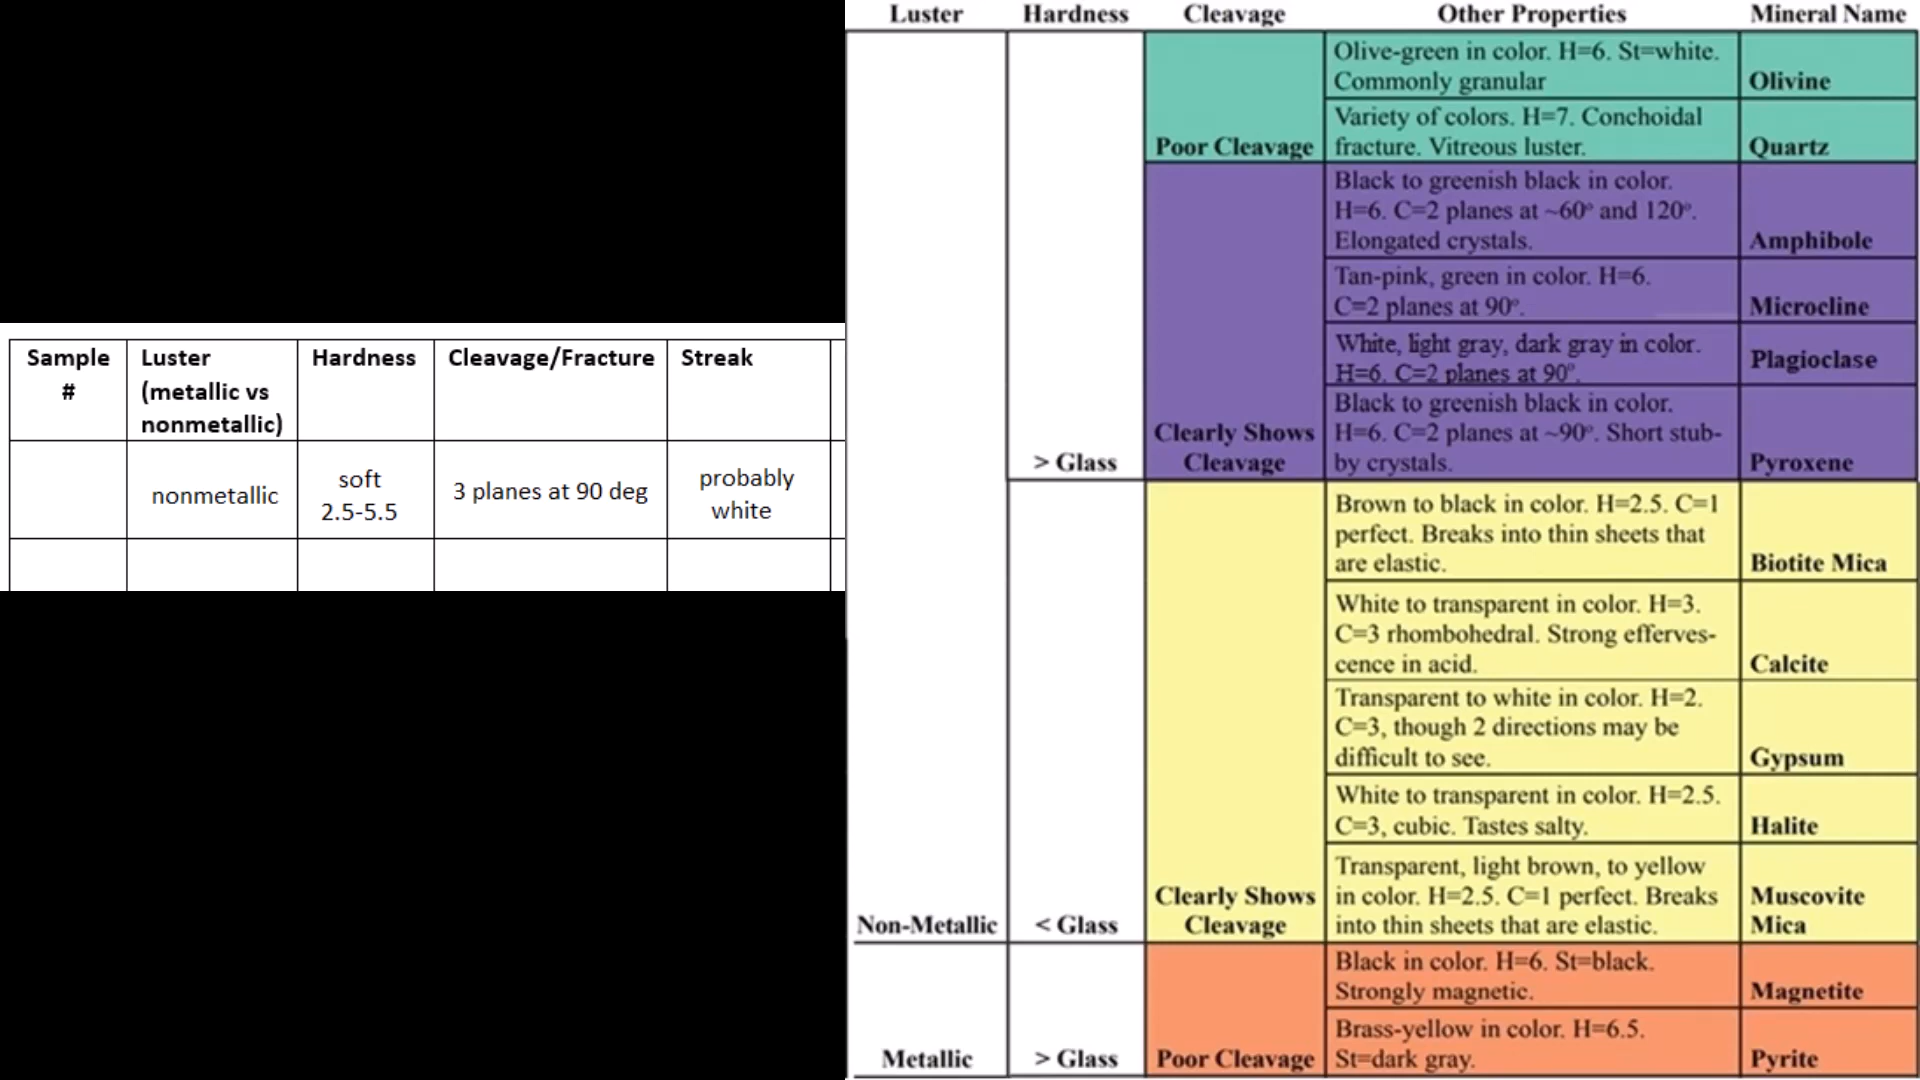 Sample
#
Luster
(metallic vs
nonmetallic)
Hardness
Cleavage/Fracture
Streak
nonmetallic
soft
2.5-5.5
3 planes at 90 deg
probably
white
Luster
Hardness
Cleavage
Other Properties
Mineral Name
Non-Metallic
> Glass
Poor Cleavage
Olive-green in color. H=6. St=white.
Commonly granular
Olivine
Variety of colors. H=7. Conchoidal
fracture. Vitreous luster.
Quartz
Clearly Shows
Cleavage
Black to greenish black in color.
H=6. C=2 planes at ~60° and 120°.
Elongated crystals.
Amphibole
Tan-pink, green in color. H=6.
C=2 planes at 90°.
Microcline
White, light gray, dark gray in color.
H=6. C=2 planes at 90°.
Plagioclase
Black to greenish black in color.
H=6. C=2 planes at ~90°. Short stub-
by crystals.
Pyroxene
< Glass
Clearly Shows
Cleavage
Brown to black in color. H=2.5. C=1
perfect. Breaks into thin sheets that
are elastic.
Biotite Mica
White to transparent in color. H=3.
C=3 rhombohedral. Strong efferves-
cence in acid.
Calcite
Transparent to white in color. H=2.
C=3, though 2 directions may be
difficult to see.
Gypsum
White to transparent in color. H=2.5.
C=3, cubic. Tastes salty.
Halite
Transparent, light brown, to yellow
in color. H=2.5. C=1 perfect. Breaks
into thin sheets that are elastic.
Muscovite
Mica
Metallic
> Glass
Poor Cleavage
Black in color. H=6. St=black.
Strongly magnetic.
Magnetite
Brass-yellow in color. H=6.5.
St=dark gray.
Pyrite